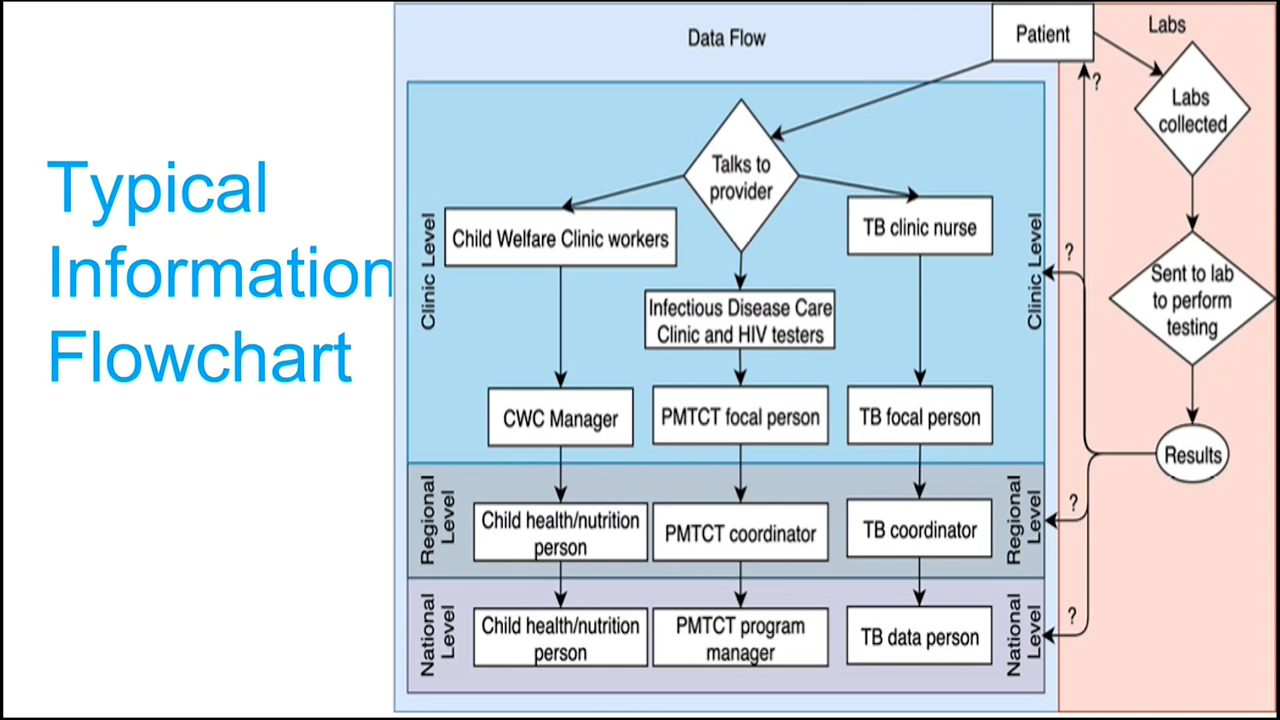 Typical
Information
Flowchart
Data Flow
Patient
Labs
?
Labs
collected
Talks to
provider
Clinic Level
Child Welfare Clinic workers
TB clinic nurse
Clinic Level
?
Sent to lab
to perform
testing
Infectious Disease Care
Clinic and HIV testers
CWC Manager
PMTCT focal person
TB focal person
Results
Regional
Level
Child health/nutrition
person
PMTCT coordinator
TB coordinator
Regional
Level
?
National
Level
Child health/nutrition
person
PMTCT program
manager
TB data person
National
Level
?